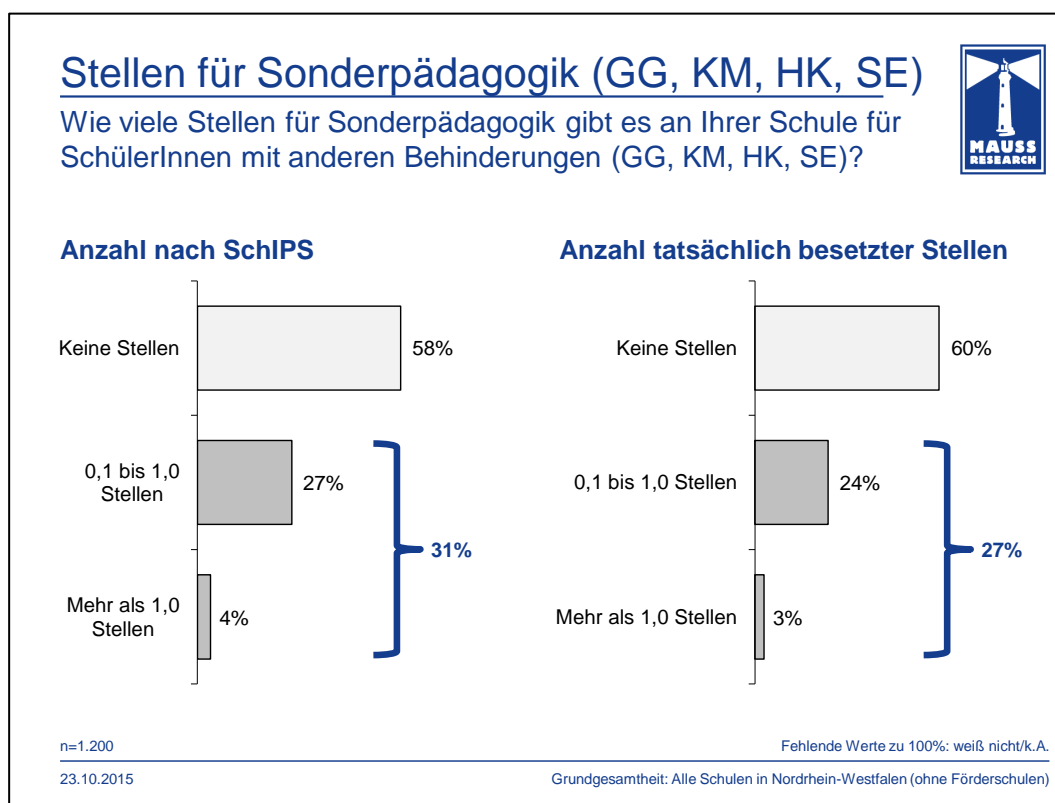 Stellen für Sonderpädagogik (GG, KM, HK, SE)
Wie viele Stellen für Sonderpädagogik gibt es an Ihrer Schule für
SchülerInnen mit anderen Behinderungen (GG, KM, HK, SE)?
MAUSS
RESEARCH
Anzahl nach SchIPS
Keine Stellen
58%
0,1 bis 1,0
Stellen
27%
31%
Mehr als 1,0
Stellen
4%
Anzahl tatsächlich besetzter Stellen
Keine Stellen
60%
0,1 bis 1,0 Stellen
24%
27%
Mehr als 1,0 Stellen
3%
n=1.200
Fehlende Werte zu 100%: weiß nicht/k.A.
23.10.2015
Grundgesamtheit: Alle Schulen in Nordrhein-Westfalen (ohne Förderschulen)